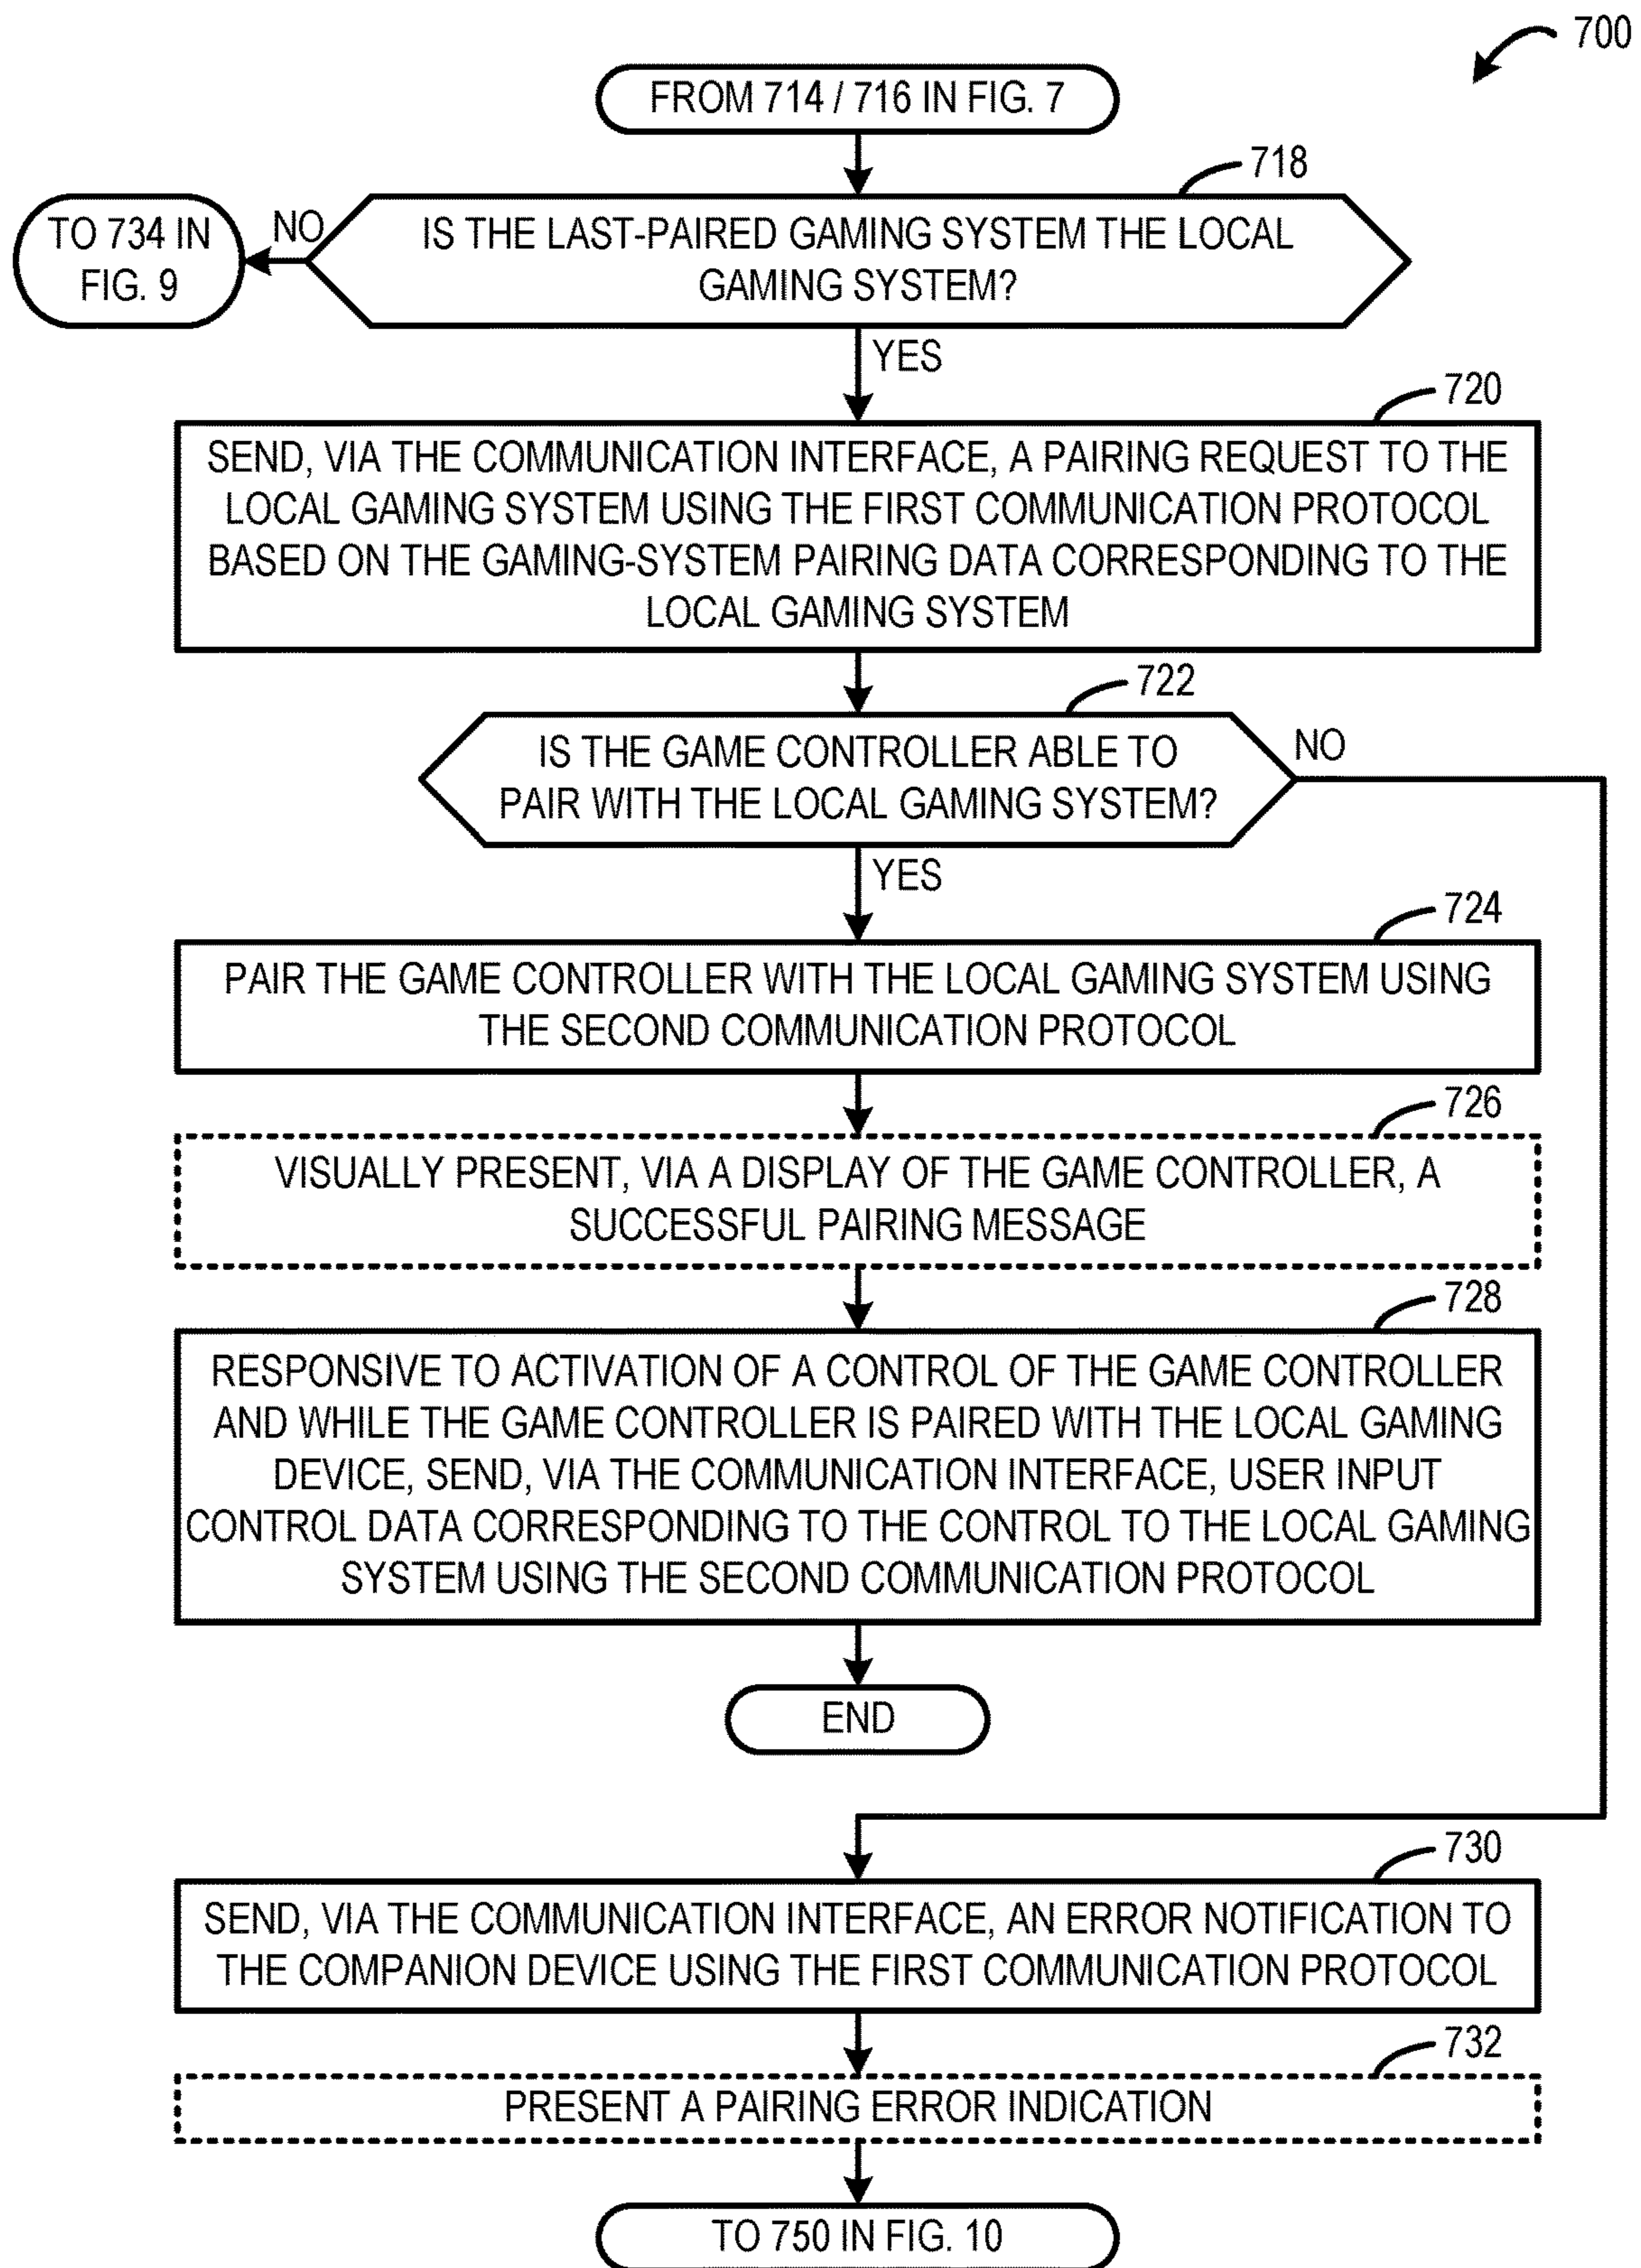 700
FROM 714 / 716 IN FIG. 7
718
TO 734 IN
FIG. 9
NO
IS THE LAST-PAIRED GAMING SYSTEM THE LOCAL
GAMING SYSTEM?
YES
720
SEND, VIA THE COMMUNICATION INTERFACE, A PAIRING REQUEST TO THE
LOCAL GAMING SYSTEM USING THE FIRST COMMUNICATION PROTOCOL
BASED ON THE GAMING-SYSTEM PAIRING DATA CORRESPONDING TO THE
LOCAL GAMING SYSTEM
722
IS THE GAME CONTROLLER ABLE TO
PAIR WITH THE LOCAL GAMING SYSTEM?
NO
YES
724
PAIR THE GAME CONTROLLER WITH THE LOCAL GAMING SYSTEM USING
THE SECOND COMMUNICATION PROTOCOL
726
VISUALLY PRESENT, VIA A DISPLAY OF THE GAME CONTROLLER, A
SUCCESSFUL PAIRING MESSAGE
728
RESPONSIVE TO ACTIVATION OF A CONTROL OF THE GAME CONTROLLER
AND WHILE THE GAME CONTROLLER IS PAIRED WITH THE LOCAL GAMING
DEVICE, SEND, VIA THE COMMUNICATION INTERFACE, USER INPUT
CONTROL DATA CORRESPONDING TO THE CONTROL TO THE LOCAL GAMING
SYSTEM USING THE SECOND COMMUNICATION PROTOCOL
END
730
SEND, VIA THE COMMUNICATION INTERFACE, AN ERROR NOTIFICATION TO
THE COMPANION DEVICE USING THE FIRST COMMUNICATION PROTOCOL
732
PRESENT A PAIRING ERROR INDICATION
TO 750 IN FIG. 10